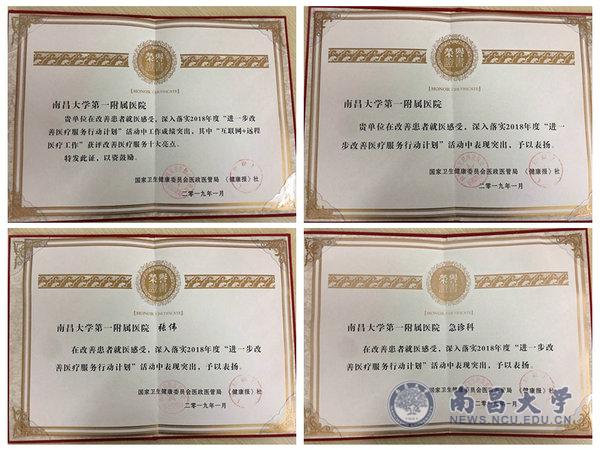 榮譽
[HONOR CERTIFICATE]
南昌大学第一附属医院
贵单位在改善患者就医感受，深入落实2018年度“进一步改
善医疗服务行动计划”活动中工作成绩突出，其中“互联网+远程
医疗工作”获评改善医疗服务十大亮点。
特发此证，以资鼓励。
国家卫生健康委员会医政医管局 《健康报》社
二零一九年一月
榮譽
[HONOR CERTIFICATE]
南昌大学第一附属医院
贵单位在改善患者就医感受，深入落实2018年度“进一
步改善医疗服务行动计划”活动中表现突出，予以表扬。
国家卫生健康委员会医政医管局 《健康报》社
二零一九年一月
榮譽
[HONOR CERTIFICATE]
南昌大学第一附属医院 张伟
在改善患者就医感受，深入落实2018年度“进一步改
善医疗服务行动计划”活动中表现突出，予以表扬。
国家卫生健康委员会医政医管局 《健康报》社
二零一九年一月
榮譽
[HONOR CERTIFICATE]
南昌大学第一附属医院 急诊科
在改善患者就医感受，深入落实2018年度“进一步改
善医疗服务行动计划”活动中表现突出，予以表扬。
国家卫生健康委员会医政医管局 《健康报》社
二零一九年一月
南昌大学
NEWS.NCU.EDU.CN